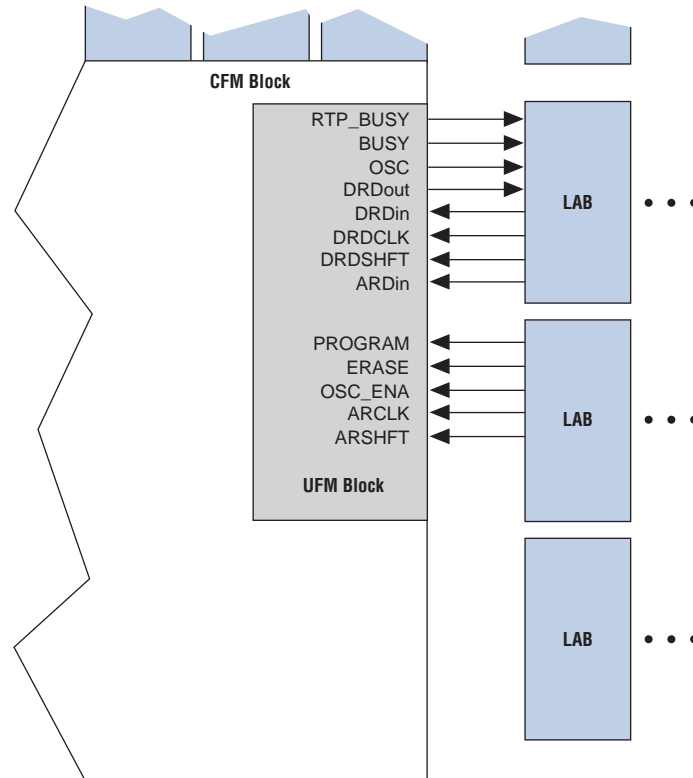 CFM Block
RTP_BUSY
BUSY
OSC
DRDout
DRDin
DRDCLK
DRDSHFT
ARDin
PROGRAM
ERASE
OSC_ENA
ARCLK
ARSHFT
UFM Block
LAB
LAB
LAB